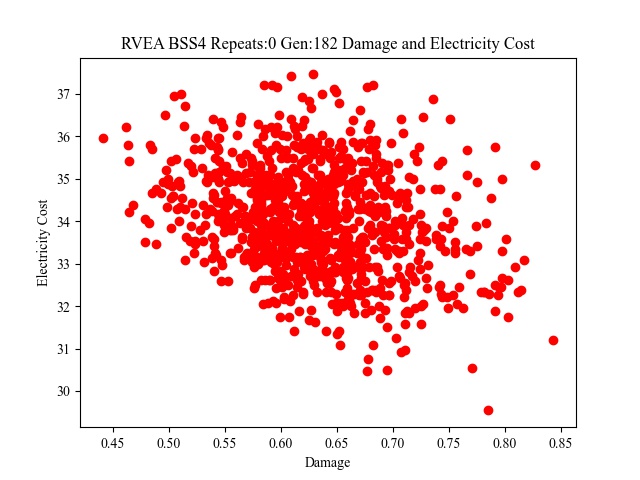 RVEA BSS4 Repeats:0 Gen:182 Damage and Electricity Cost
37
36
35
34
33
32
31
30
Electricity Cost
0.45 0.50 0.55 0.60 0.65 0.70 0.75 0.80 0.85
Damage